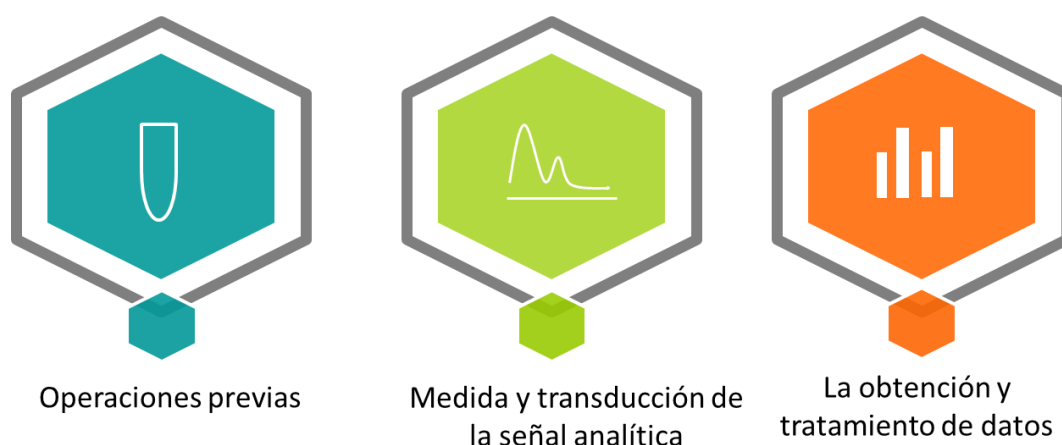 Operaciones previas
Medida y transducción de
la señal analítica
La obtención y
tratamiento de datos